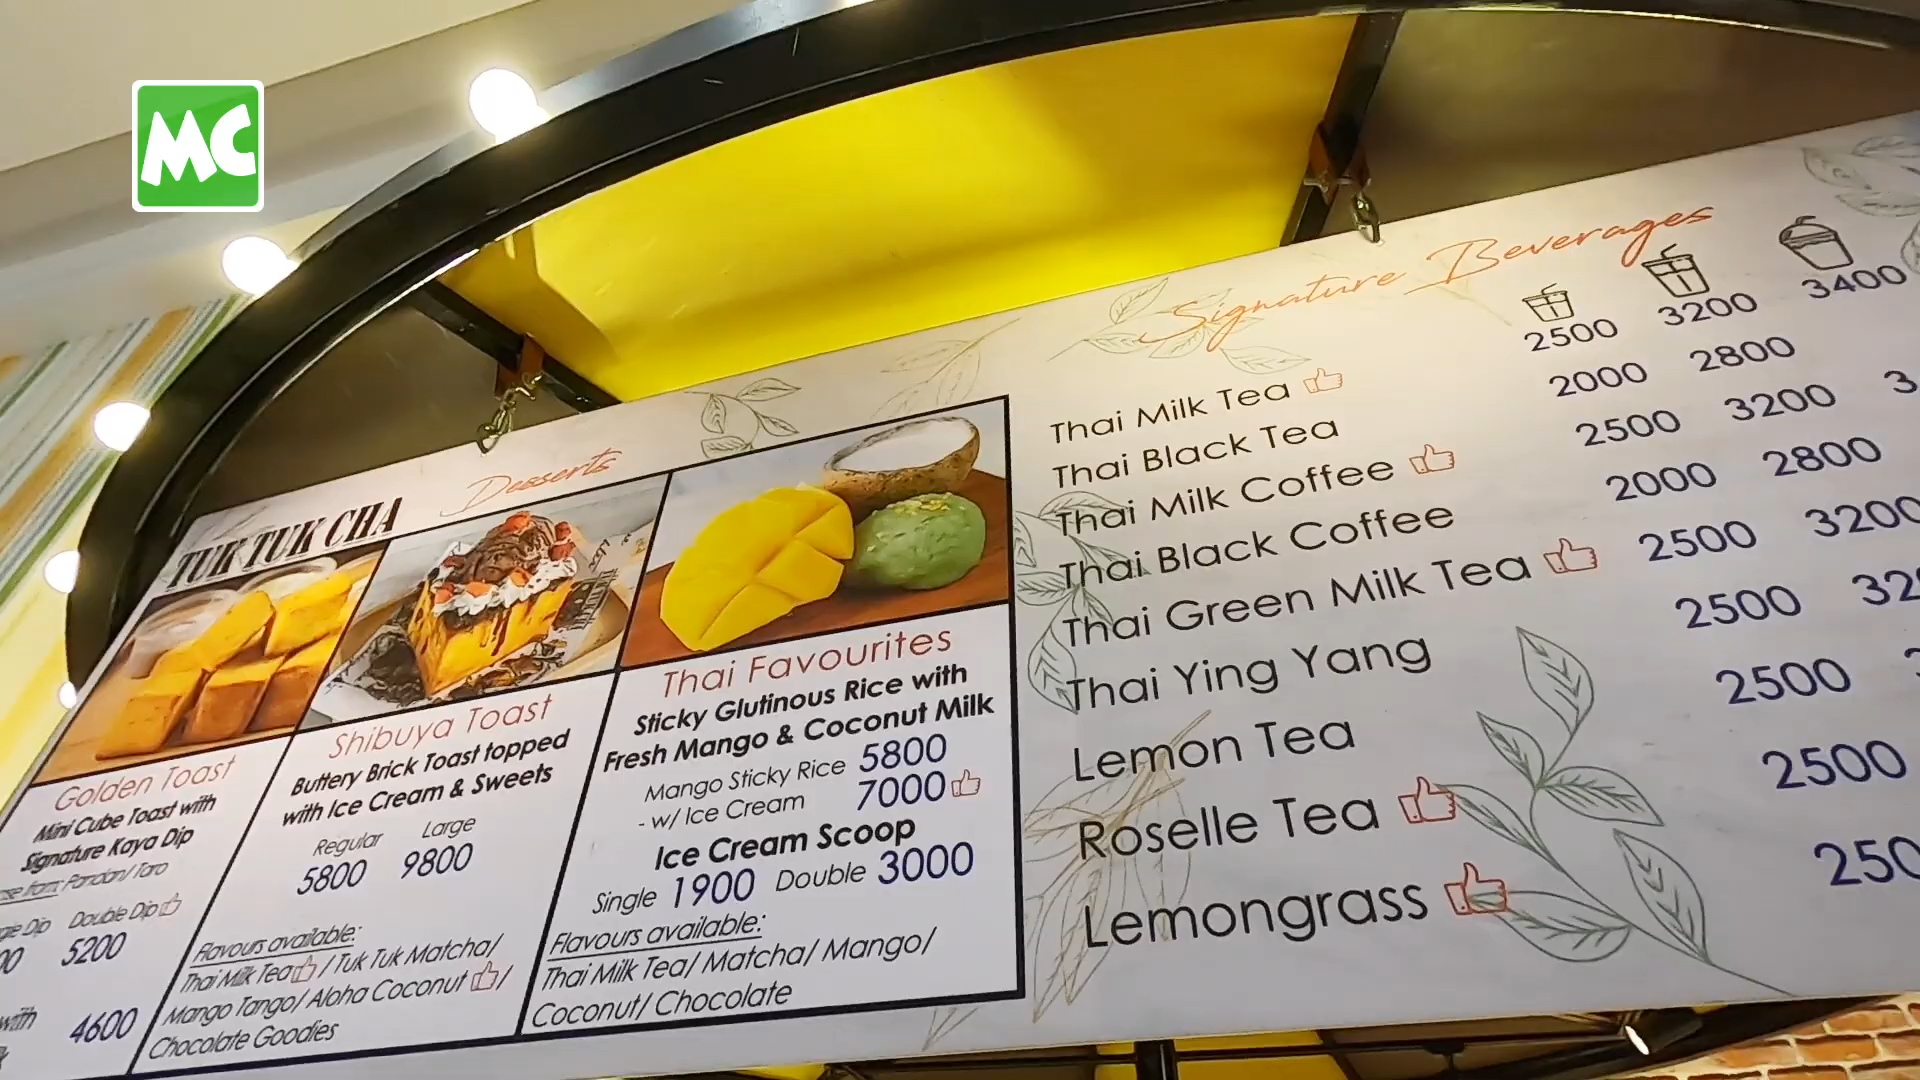 MC
TUK TUK CHA
Desserts
Golden Toast
Mini Cube Toast with
Signature Kaya Dip
Pandan/ Taro
Dip Double Dip
5200
with
4600
Shibuya Toast
Buttery Brick Toast topped
with Ice Cream & Sweets
Regular Large
5800 9800
Flavours available:
Thai Milk Tea / Tuk Tuk Matcha/
Mango Tango/ Aloha Coconut /
Chocolate Goodies
Thai Favourites
Sticky Glutinous Rice with
Fresh Mango & Coconut Milk
Mango Sticky Rice 5800
- w/ Ice Cream 7000
Ice Cream Scoop
Single 1900 Double 3000
Flavours available:
Thai Milk Tea/ Matcha/ Mango/
Coconut/ Chocolate
Signature Beverages
Thai Milk Tea 2500 3200 3400
Thai Black Tea 2000 2800
Thai Milk Coffee 2500 3200
Thai Black Coffee 2000 2800
Thai Green Milk Tea 2500 3200
Thai Ying Yang 2500
Lemon Tea 2500
Roselle Tea 2500
Lemongrass